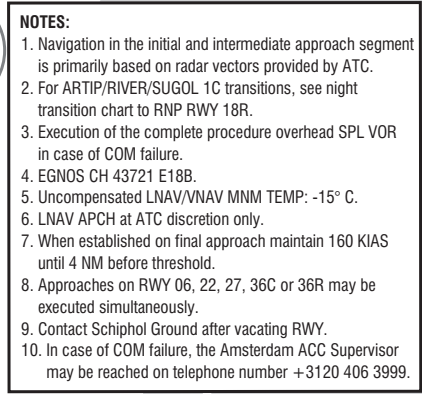 NOTES:
1. Navigation in the initial and intermediate approach segment
is primarily based on radar vectors provided by ATC.
2. For ARTIP/RIVER/SUGOL 1C transitions, see night
transition chart to RNP RWY 18R.
3. Execution of the complete procedure overhead SPL VOR
in case of COM failure.
4. EGNOS CH 43721 E18B.
5. Uncompensated LNAV/VNAV MNM TEMP: -15° C.
6. LNAV APCH at ATC discretion only.
7. When established on final approach maintain 160 KIAS
until 4 NM before threshold.
8. Approaches on RWY 06, 22, 27, 36C or 36R may be
executed simultaneously.
9. Contact Schiphol Ground after vacating RWY.
10. In case of COM failure, the Amsterdam ACC Supervisor
may be reached on telephone number +3120 406 3999.